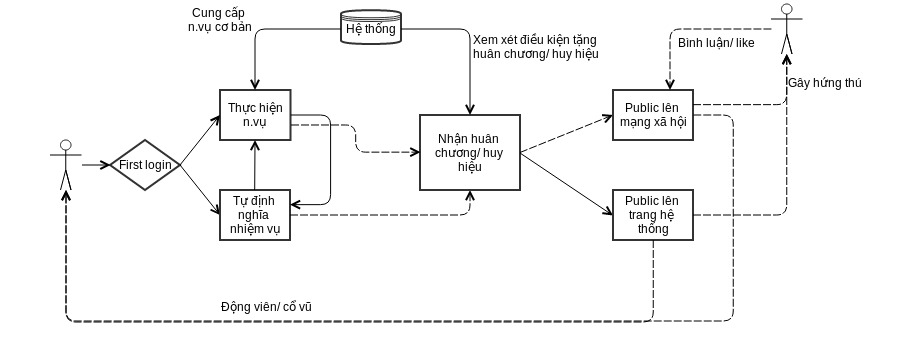 Cung cấp
n.vụ cơ bản
Hệ thống
Xem xét điều kiện tặng
huân chương/ huy hiệu
Bình luận/ like
Gây hứng thú
Thực hiện
n.vụ
Public lên
mạng xã hội
First login
Nhận huân
chương/ huy
hiệu
Tự định
nghĩa
nhiệm vụ
Public lên
trang hệ
thống
Động viên/ cổ vũ